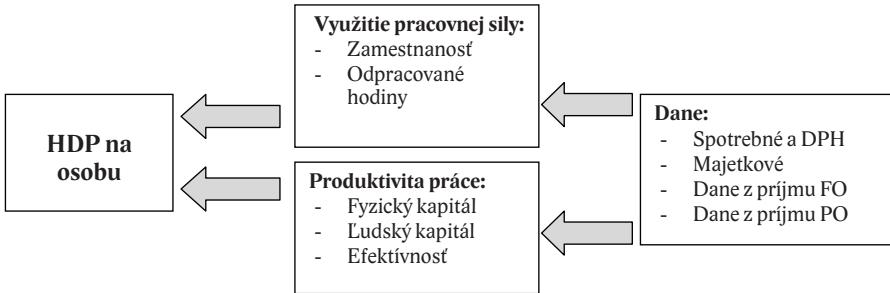 Využitie pracovnej sily:
- Zamestnanosť
- Odpracované
hodiny
HDP na
osobu
Produktivita práce:
- Fyzický kapitál
- Ľudský kapitál
- Efektívnosť
Dane:
- Spotrebné a DPH
- Majetkové
- Dane z príjmu FO
- Dane z príjmu PO